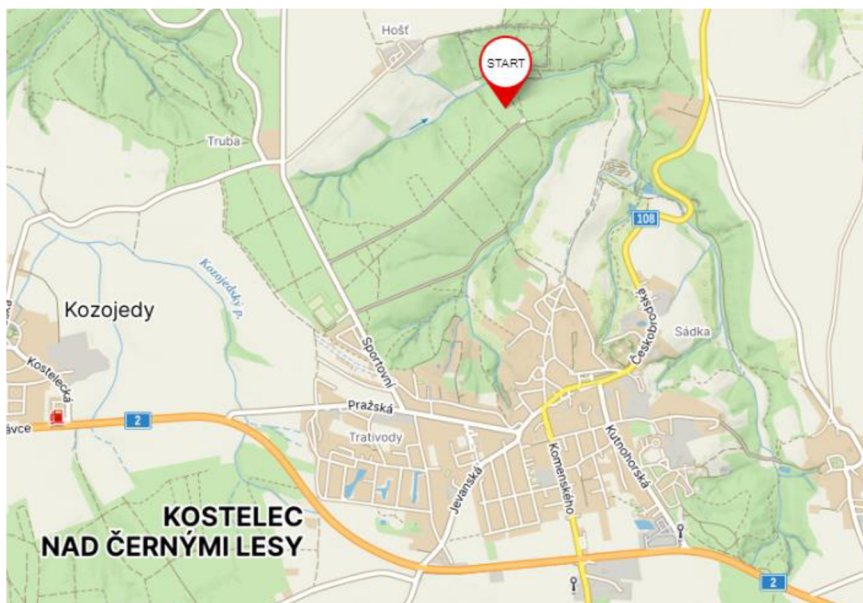 Hošť
START
Truba
108
Kozojedský p.
Kozojedy
Českobrodská
Sádka
Sportovní
Kostelecká
Pražská
2
ávce
Trativody
Kutnohorská
Komenského
Jevanská
KOSTELEC
NAD ČERNÝMI LESY
2